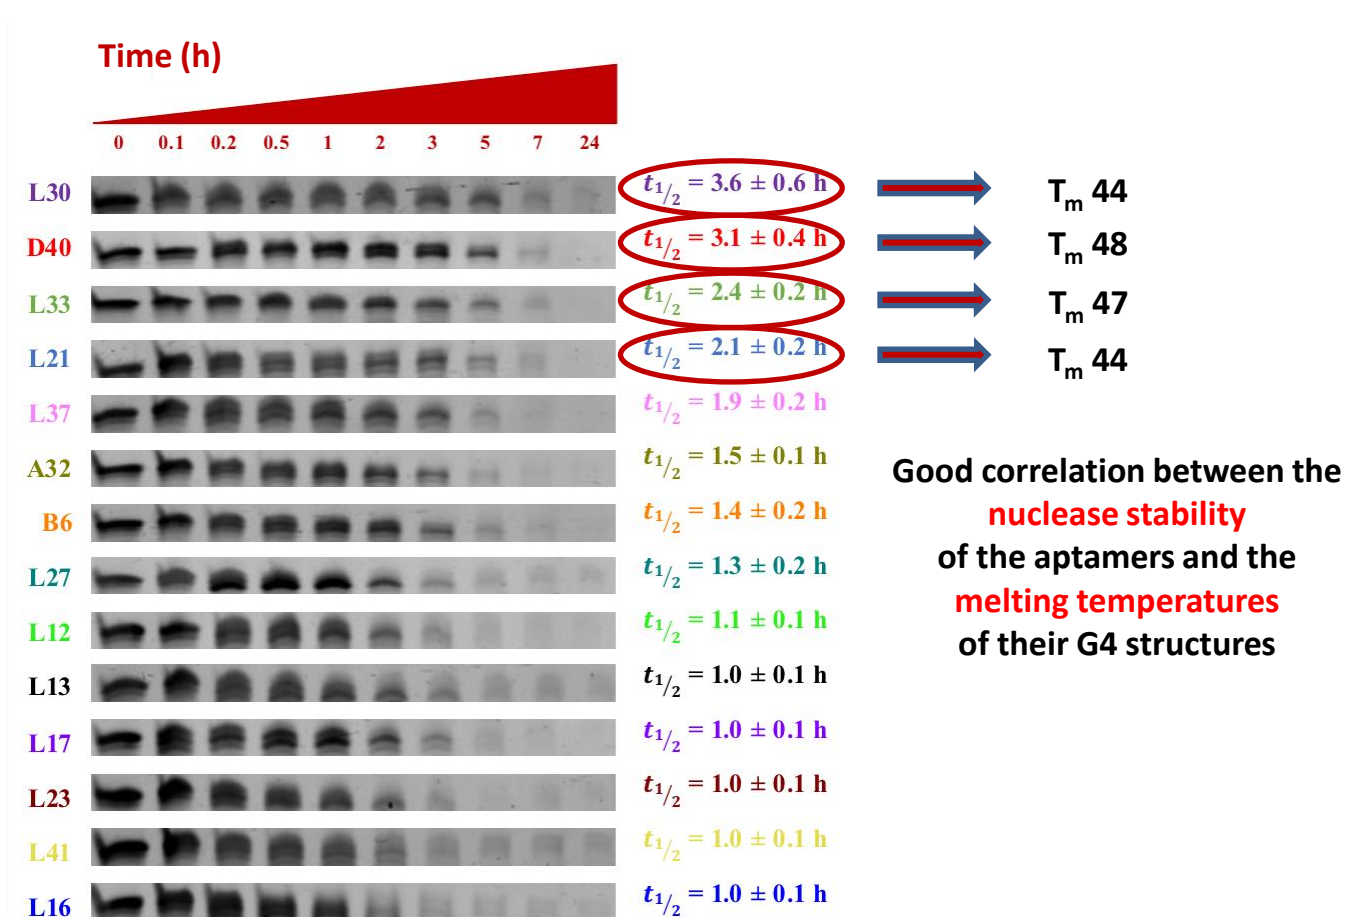 Time (h)
0 0.1 0.2 0.5 1 2 3 5 7 24
L30 t1/2 = 3.6 ± 0.6 h Tm 44
D40 t1/2 = 3.1 ± 0.4 h Tm 48
L33 t1/2 = 2.4 ± 0.2 h Tm 47
L21 t1/2 = 2.1 ± 0.2 h Tm 44
L37 t1/2 = 1.9 ± 0.2 h
A32 t1/2 = 1.5 ± 0.1 h
B6 t1/2 = 1.4 ± 0.2 h
L27 t1/2 = 1.3 ± 0.2 h
L12 t1/2 = 1.1 ± 0.1 h
L13 t1/2 = 1.0 ± 0.1 h
L17 t1/2 = 1.0 ± 0.1 h
L23 t1/2 = 1.0 ± 0.1 h
L41 t1/2 = 1.0 ± 0.1 h
L16 t1/2 = 1.0 ± 0.1 h
Good correlation between the
nuclease stability
of the aptamers and the
melting temperatures
of their G4 structures